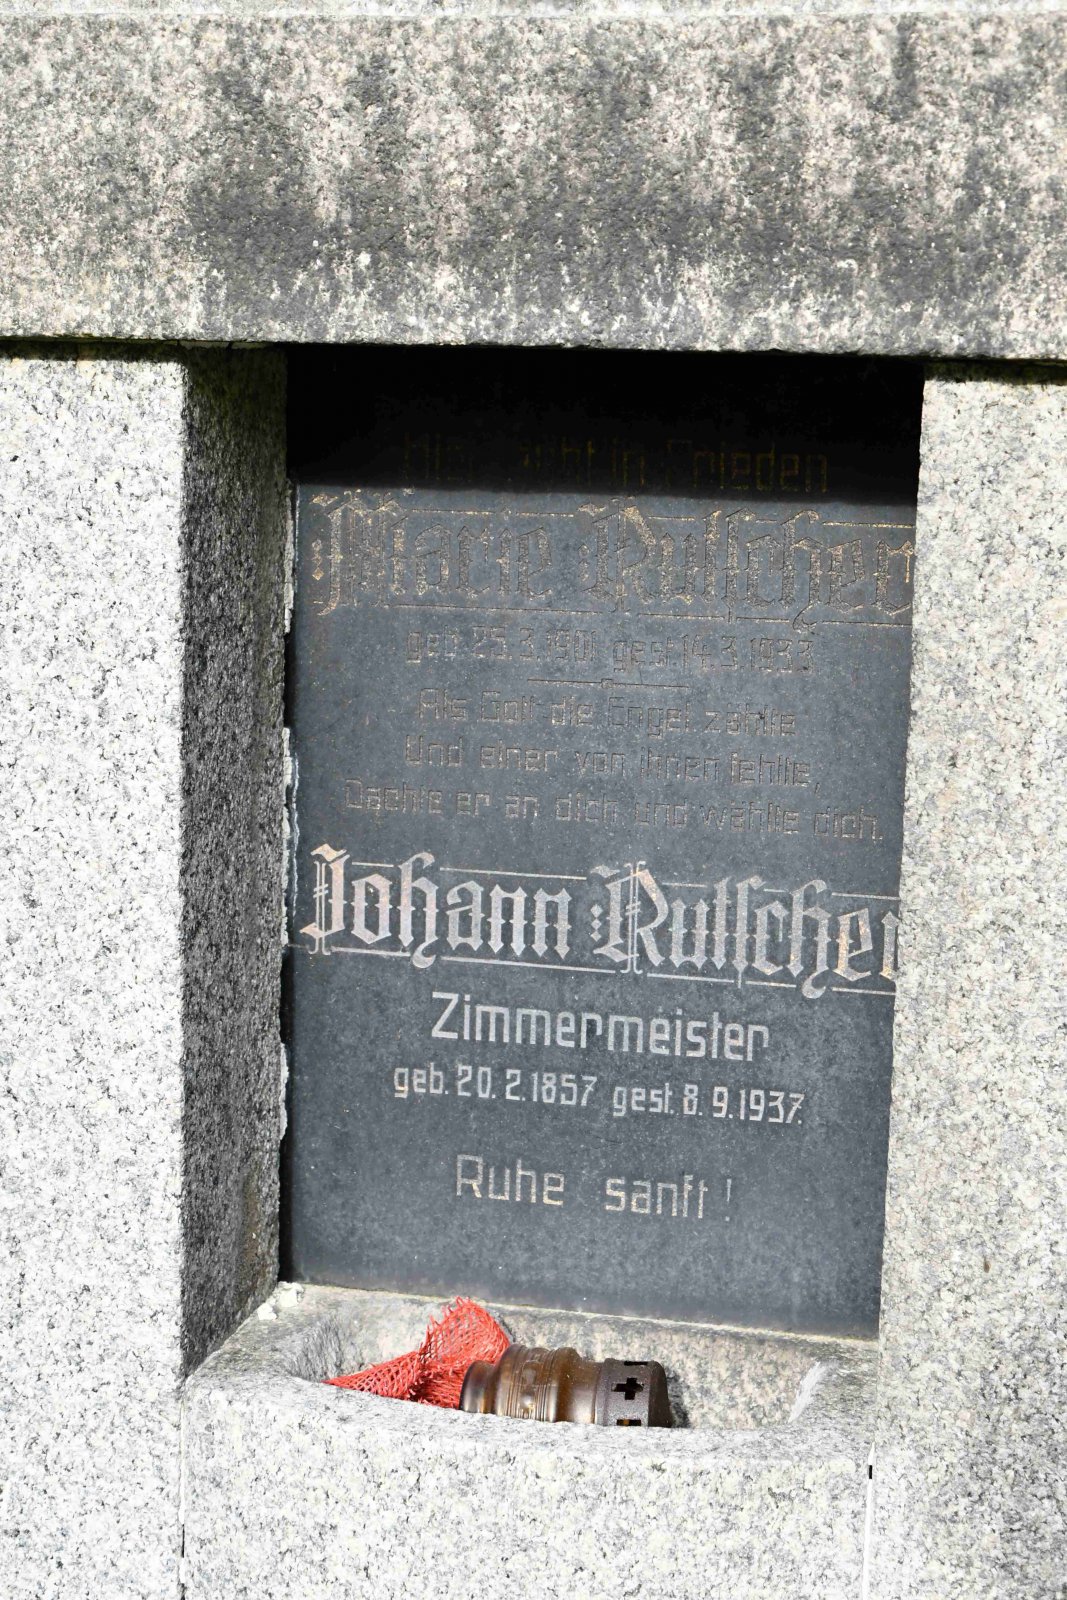 Hier ruht in Frieden
Marie Rutscher
geb. 25.3.1901 gest. 14.3.1933
Als Gott die Engel zählte
Und einer von ihnen fehlte,
Dachte er an dich und wählte dich.
Johann Rutscher
Zimmermeister
geb. 20.2.1857 gest. 8.9.1937.
Ruhe sanft!